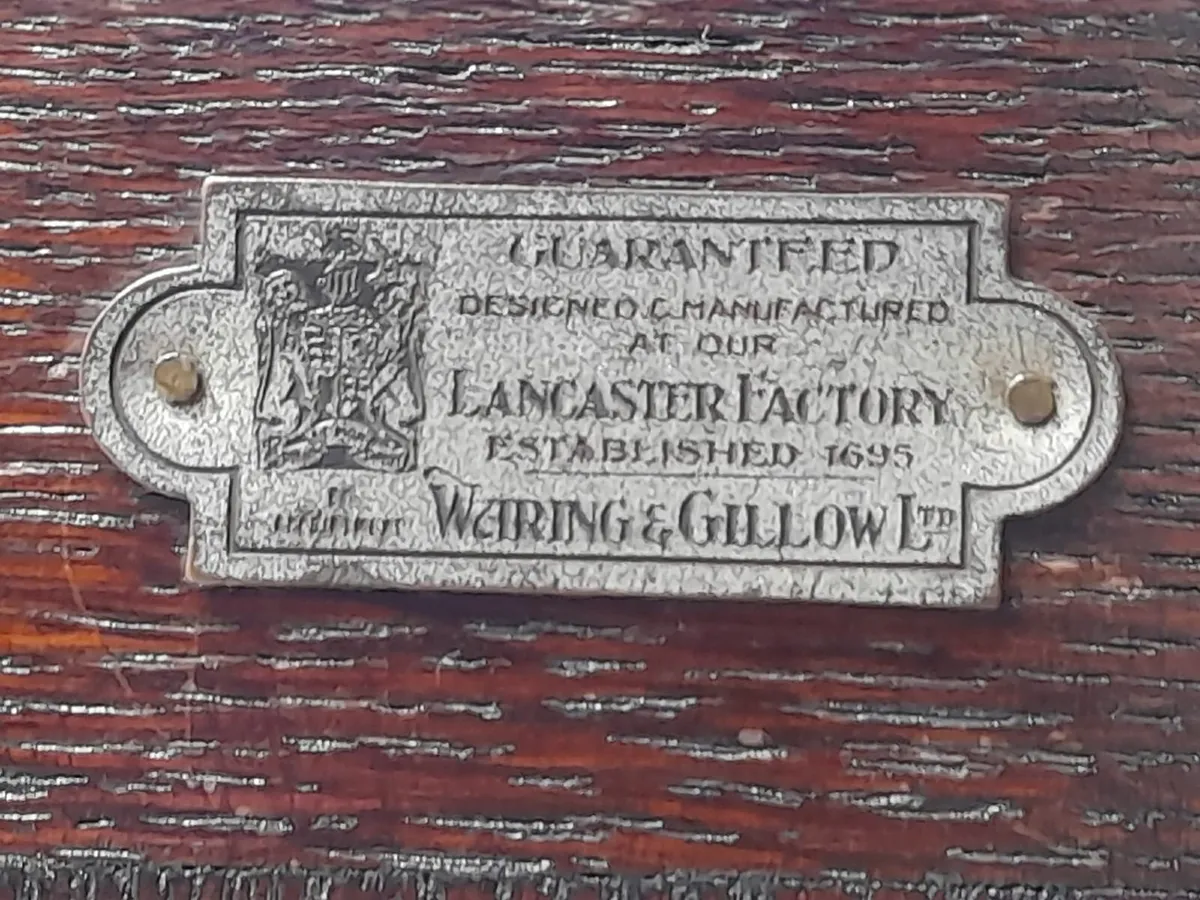 GUARANTEED
DESIGNED & MANUFACTURED
AT OUR
LANCASTER FACTORY
ESTABLISHED 1695
WARING & GILLOW LTD